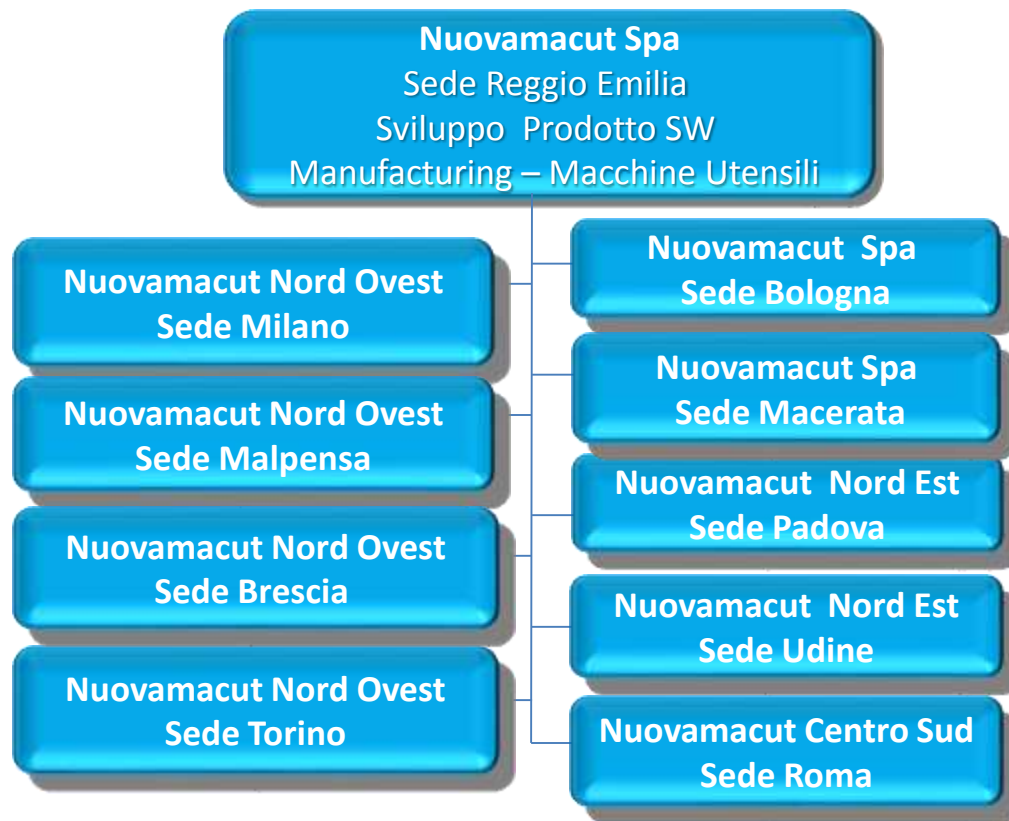 Nuovamacut Spa
Sede Reggio Emilia
Sviluppo Prodotto SW
Manufacturing – Macchine Utensili
Nuovamacut Nord Ovest
Sede Milano
Nuovamacut Nord Ovest
Sede Malpensa
Nuovamacut Nord Ovest
Sede Brescia
Nuovamacut Nord Ovest
Sede Torino
Nuovamacut Spa
Sede Bologna
Nuovamacut Spa
Sede Macerata
Nuovamacut Nord Est
Sede Padova
Nuovamacut Nord Est
Sede Udine
Nuovamacut Centro Sud
Sede Roma